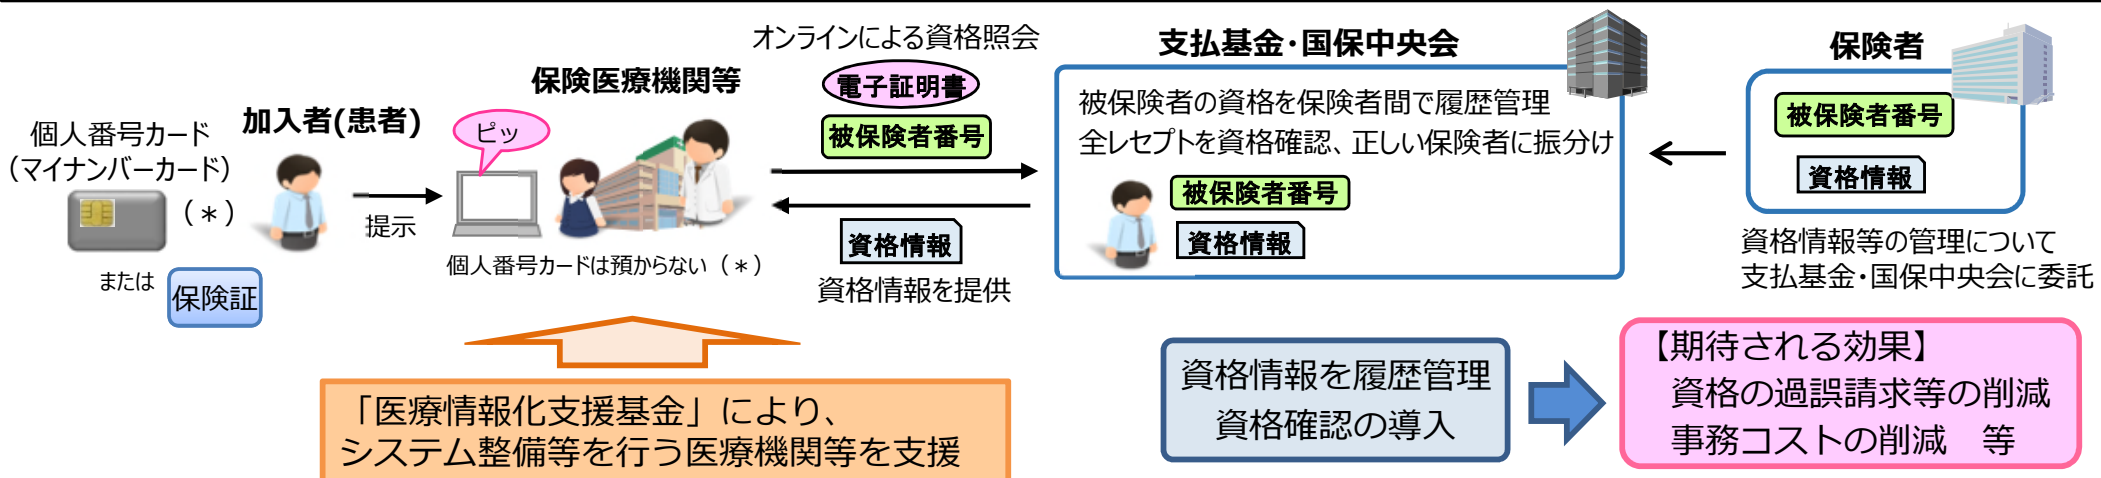 オンラインによる資格照会
支払基金・国保中央会
保険者
保険医療機関等
電子証明書
被保険者番号
加入者(患者)
個人番号カード
（マイナンバーカード）
（＊）
または
保険証
提示
ピッ
個人番号カードは預からない（＊）
資格情報
資格情報を提供
被保険者の資格を保険者間で履歴管理
全レセプトを資格確認、正しい保険者に振分け
被保険者番号
資格情報
被保険者番号
資格情報
資格情報等の管理について
支払基金・国保中央会に委託
「医療情報化支援基金」により、
システム整備等を行う医療機関等を支援
資格情報を履歴管理
資格確認の導入
【期待される効果】
資格の過誤請求等の削減
事務コストの削減　等